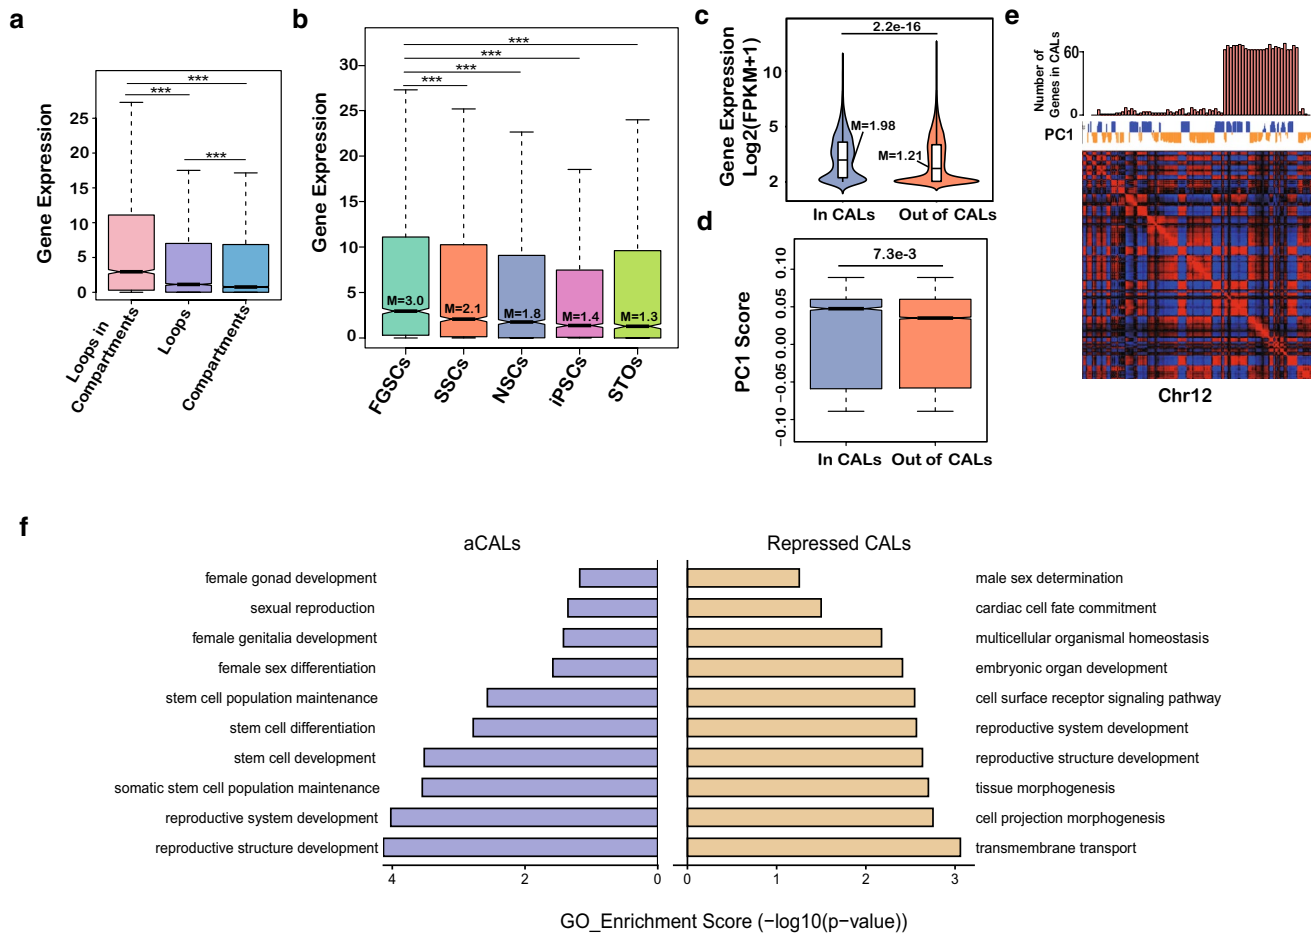 a
Gene Expression
25
20
15
10
5
0
***
***
***
Loops in
Compartments
Loops
Compartments
b
Gene Expression
30
25
20
15
10
5
0
***
***
***
***
M=3.0
M=2.1
M=1.8
M=1.4
M=1.3
FGSCs
SSCs
NSCs
iPSCs
STOs
c
Gene Expression
Log2(FPKM+1)
10
5
2
2.2e-16
M=1.98
M=1.21
In CALs
Out of CALs
d
PC1 Score
0.10
0.05
0.00
−0.05
−0.10
7.3e-3
In CALs
Out of CALs
e
Number of
Genes in CALs
60
0
PC1
Chr12
f
aCALs
Repressed CALs
female gonad development
male sex determination
sexual reproduction
cardiac cell fate commitment
female genitalia development
multicellular organismal homeostasis
female sex differentiation
embryonic organ development
stem cell population maintenance
cell surface receptor signaling pathway
stem cell differentiation
reproductive system development
stem cell development
reproductive structure development
somatic stem cell population maintenance
tissue morphogenesis
reproductive system development
cell projection morphogenesis
reproductive structure development
transmembrane transport
4 2 0 0 1 2 3
GO_Enrichment Score (−log10(p−value))